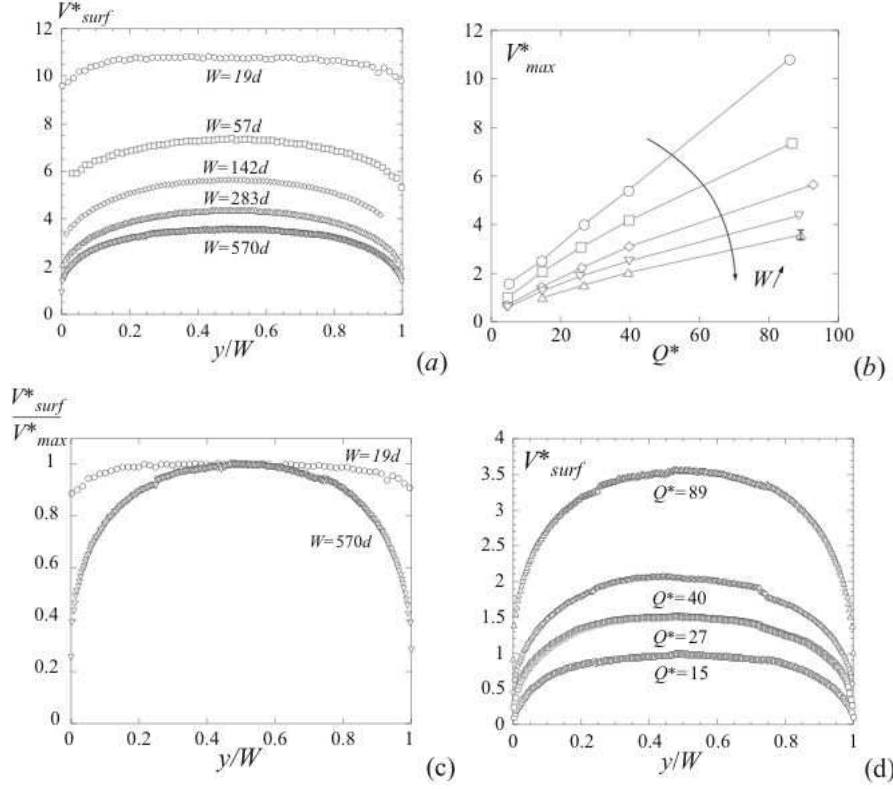 V*surf
12
10
8
6
4
2
0
W=19d
W=57d
W=142d
W=283d
W=570d
0 0.2 0.4 0.6 0.8 1
y/W
(a)
V*max
12
10
8
6
4
2
0
W
0 20 40 60 80 100
Q*
(b)
V*surf
V*max
1
0.8
0.6
0.4
0.2
0
W=19d
W=570d
0 0.2 0.4 0.6 0.8 1
y/W
(c)
V*surf
4
3.5
3
2.5
2
1.5
1
0.5
0
Q*=89
Q*=40
Q*=27
Q*=15
0 0.2 0.4 0.6 0.8 1
y/W
(d)